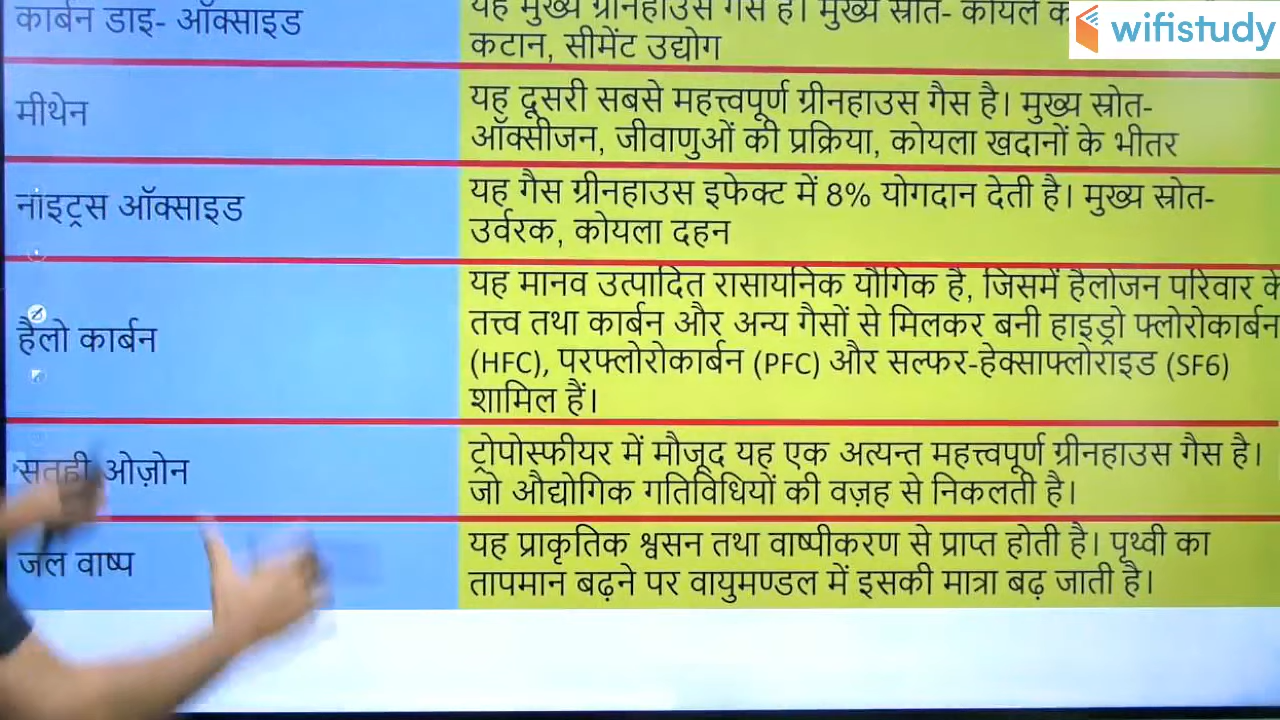 कार्बन डाइ- ऑक्साइड
यह मुख्य ग्रीनहाउस गैस है। मुख्य स्रोत- कोयले
कटान, सीमेंट उद्योग
wifistudy
मीथेन
यह दूसरी सबसे महत्त्वपूर्ण ग्रीनहाउस गैस है। मुख्य स्रोत-
ऑक्सीजन, जीवाणुओं की प्रक्रिया, कोयला खदानों के भीतर
नाइट्रस ऑक्साइड
यह गैस ग्रीनहाउस इफेक्ट में 8% योगदान देती है। मुख्य स्रोत-
उर्वरक, कोयला दहन
हैलो कार्बन
यह मानव उत्पादित रासायनिक यौगिक है, जिसमें हैलोजन परिवार के
तत्त्व तथा कार्बन और अन्य गैसों से मिलकर बनी हाइड्रो फ्लोरोकार्बन
(HFC), परफ्लोरोकार्बन (PFC) और सल्फर-हेक्साफ्लोराइड (SF6)
शामिल हैं।
सतही ओज़ोन
ट्रोपोस्फीयर में मौजूद यह एक अत्यन्त महत्त्वपूर्ण ग्रीनहाउस गैस है।
जो औद्योगिक गतिविधियों की वज़ह से निकलती है।
जल वाष्प
यह प्राकृतिक श्वसन तथा वाष्पीकरण से प्राप्त होती है। पृथ्वी का
तापमान बढ़ने पर वायुमण्डल में इसकी मात्रा बढ़ जाती है।